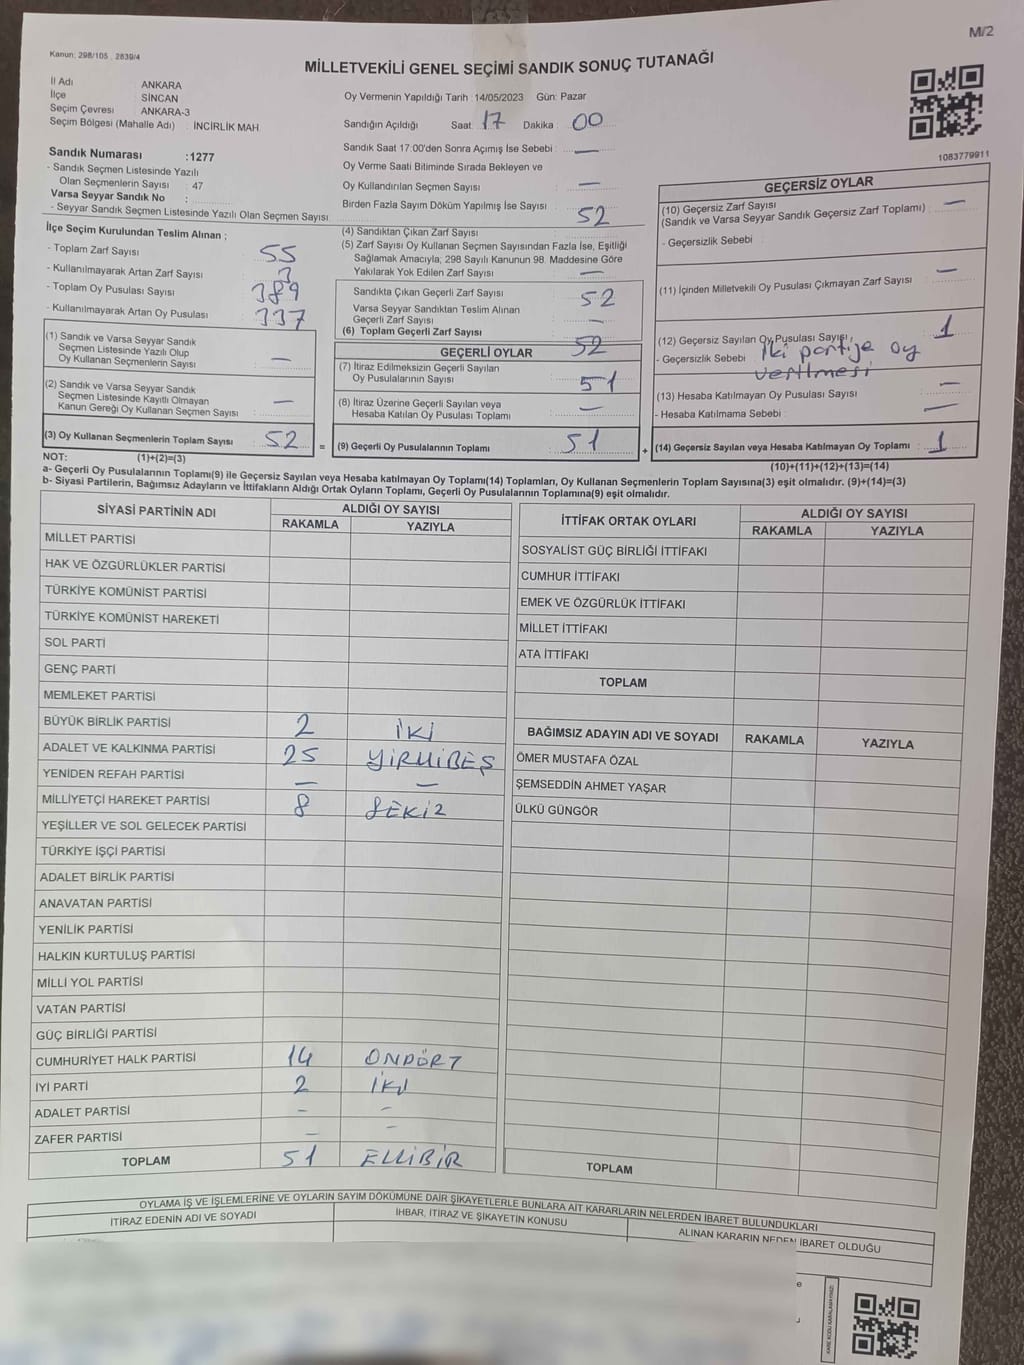 M/2
Kanun: 298/105 , 2839/4
MİLLETVEKİLİ GENEL SEÇİMİ SANDIK SONUÇ TUTANAĞI
İl Adı ANKARA
İlçe SİNCAN
Seçim Çevresi ANKARA-3
Seçim Bölgesi (Mahalle Adı) : İNCİRLİK MAH.
Sandık Numarası :1277
- Sandık Seçmen Listesinde Yazılı
Olan Seçmenlerin Sayısı : 47
Varsa Seyyar Sandık No :
- Seyyar Sandık Seçmen Listesinde Yazılı Olan Seçmen Sayısı
Oy Vermenin Yapıldığı Tarih :14/05/2023 Gün: Pazar
Sandığın Açıldığı Saat 17 Dakika : 00
Sandık Saat 17:00'den Sonra Açımış İse Sebebi : —
Oy Verme Saati Bitiminde Sırada Bekleyen ve
Oy Kullandırılan Seçmen Sayısı —
Birden Fazla Sayım Döküm Yapılmış İse Sayısı
1083779911
İlçe Seçim Kurulundan Teslim Alınan ;
- Toplam Zarf Sayısı : 55
- Kullanılmayarak Artan Zarf Sayısı : 3
- Toplam Oy Pusulası Sayısı : 389
- Kullanılmayarak Artan Oy Pusulası : 337
(1) Sandık ve Varsa Seyyar Sandık
Seçmen Listesinde Yazılı Olup
Oy Kullanan Seçmenlerin Sayısı : —
(2) Sandık ve Varsa Seyyar Sandık
Seçmen Listesinde Kayıtlı Olmayan
Kanun Gereği Oy Kullanan Seçmen Sayısı : —
(3) Oy Kullanan Seçmenlerin Toplam Sayısı : 52 =
(4) Sandıktan Çıkan Zarf Sayısı : 52
(5) Zarf Sayısı Oy Kullanan Seçmen Sayısından Fazla İse, Eşitliği
Sağlamak Amacıyla; 298 Sayılı Kanunun 98. Maddesine Göre
Yakılarak Yok Edilen Zarf Sayısı : —
Sandıkta Çıkan Geçerli Zarf Sayısı : 52
Varsa Seyyar Sandıktan Teslim Alınan
Geçerli Zarf Sayısı : —
(6) Toplam Geçerli Zarf Sayısı : 52
GEÇERLİ OYLAR
(7) İtiraz Edilmeksizin Geçerli Sayılan
Oy Pusulalarının Sayısı : 51
(8) İtiraz Üzerine Geçerli Sayılan veya
Hesaba Katılan Oy Pusulası Toplamı : —
(9) Geçerli Oy Pusulalarının Toplamı : 51 +
GEÇERSİZ OYLAR
(10) Geçersiz Zarf Sayısı
(Sandık ve Varsa Seyyar Sandık Geçersiz Zarf Toplamı) : —
- Geçersizlik Sebebi :
(11) İçinden Milletvekili Oy Pusulası Çıkmayan Zarf Sayısı : —
(12) Geçersiz Sayılan Oy Pusulası Sayısı : 1
- Geçersizlik Sebebi : iki partiye oy
verilmesi
(13) Hesaba Katılmayan Oy Pusulası Sayısı : —
- Hesaba Katılmama Sebebi : —
(14) Geçersiz Sayılan veya Hesaba Katılmayan Oy Toplamı : 1
(10)+(11)+(12)+(13)=(14)
NOT: (1)+(2)=(3)
a- Geçerli Oy Pusulalarının Toplamı(9) ile Geçersiz Sayılan veya Hesaba Katılmayan Oy Toplamı(14) Toplamları, Oy Kullanan Seçmenlerin Toplam Sayısına(3) eşit olmalıdır. (9)+(14)=(3)
b- Siyasi Partilerin, Bağımsız Adayların ve İttifakların Aldığı Ortak Oyların Toplamı, Geçerli Oy Pusulalarının Toplamına(9) eşit olmalıdır.
SİYASİ PARTİNİN ADI ALDIĞI OY SAYISI
RAKAMLA YAZIYLA
MİLLET PARTİSİ
HAK VE ÖZGÜRLÜKLER PARTİSİ
TÜRKİYE KOMÜNİST PARTİSİ
TÜRKİYE KOMÜNİST HAREKETİ
SOL PARTİ
GENÇ PARTİ
MEMLEKET PARTİSİ
BÜYÜK BİRLİK PARTİSİ 2 İKİ
ADALET VE KALKINMA PARTİSİ 25 YİRMİBEŞ
YENİDEN REFAH PARTİSİ — —
MİLLİYETÇİ HAREKET PARTİSİ 8 SEKİZ
YEŞİLLER VE SOL GELECEK PARTİSİ
TÜRKİYE İŞÇİ PARTİSİ
ADALET BİRLİK PARTİSİ
ANAVATAN PARTİSİ
YENİLİK PARTİSİ
HALKIN KURTULUŞ PARTİSİ
MİLLİ YOL PARTİSİ
VATAN PARTİSİ
GÜÇ BİRLİĞİ PARTİSİ
CUMHURİYET HALK PARTİSİ 14 ONDÖRT
İYİ PARTİ 2 İKİ
ADALET PARTİSİ - -
ZAFER PARTİSİ - -
TOPLAM 51 ELLİBİR
İTTİFAK ORTAK OYLARI ALDIĞI OY SAYISI
RAKAMLA YAZIYLA
SOSYALİST GÜÇ BİRLİĞİ İTTİFAKI
CUMHUR İTTİFAKI
EMEK VE ÖZGÜRLÜK İTTİFAKI
MİLLET İTTİFAKI
ATA İTTİFAKI
TOPLAM
BAĞIMSIZ ADAYIN ADI VE SOYADI RAKAMLA YAZIYLA
ÖMER MUSTAFA ÖZAL
ŞEMSEDDİN AHMET YAŞAR
ÜLKÜ GÜNGÖR
TOPLAM
OYLAMA İŞ VE İŞLEMLERİNE VE OYLARIN SAYIM DÖKÜMÜNE DAİR ŞİKAYETLERLE BUNLARA AİT KARARLARIN NELERDEN İBARET BULUNDUKLARI
İTİRAZ EDENİN ADI VE SOYADI İHBAR, İTİRAZ VE ŞİKAYETİN KONUSU ALINAN KARARIN NEDEN İBARET OLDUĞU